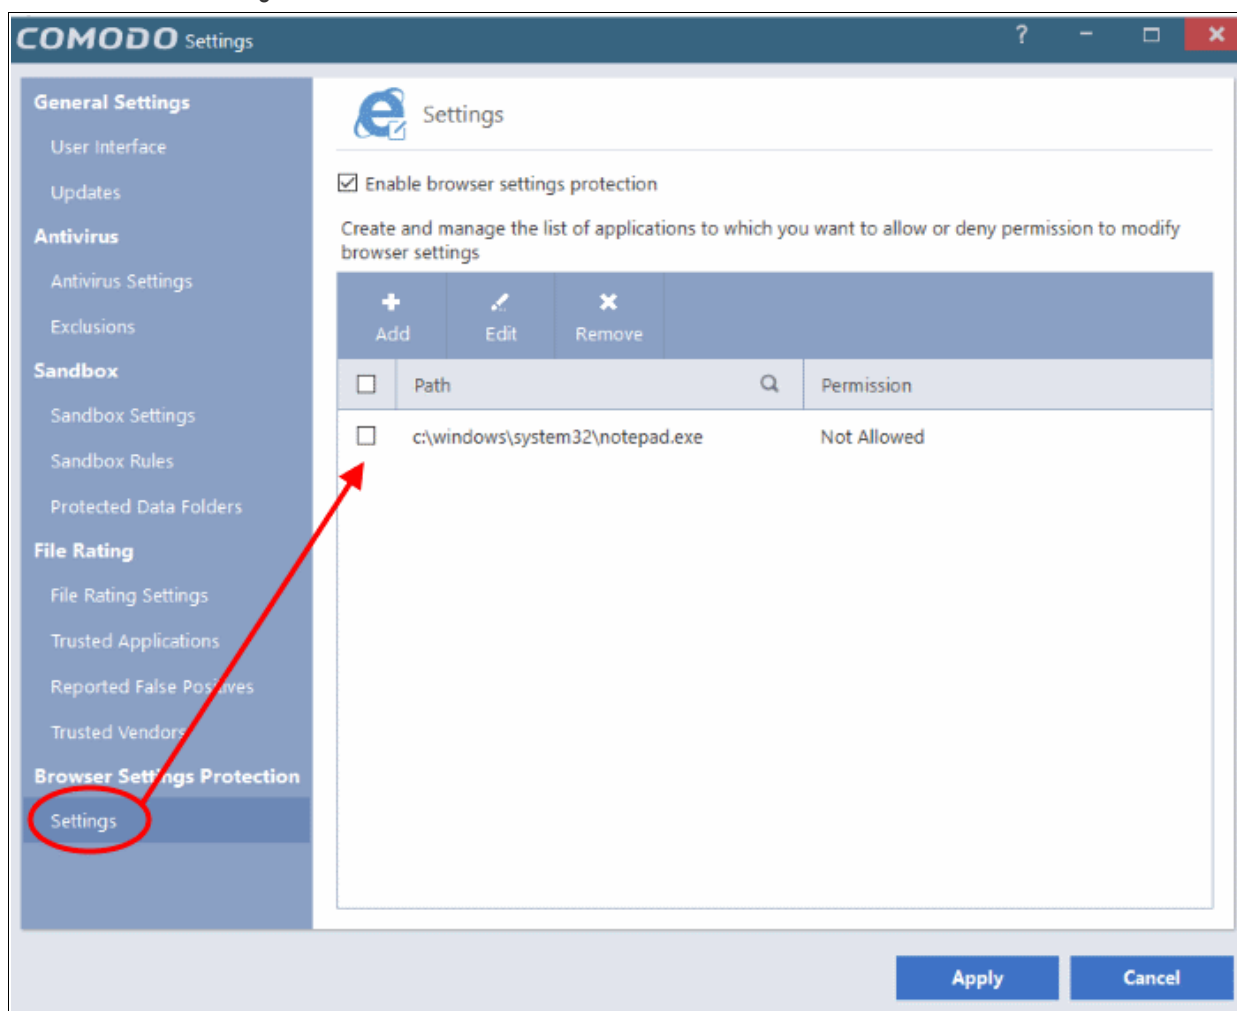 COMODO Settings
?
General Settings
User Interface
Updates
Antivirus
Antivirus Settings
Exclusions
Sandbox
Sandbox Settings
Sandbox Rules
Protected Data Folders
File Rating
File Rating Settings
Trusted Applications
Reported False Positives
Trusted Vendors
Browser Settings Protection
Settings
Settings
Enable browser settings protection
Create and manage the list of applications to which you want to allow or deny permission to modify
browser settings
Add Edit Remove
Path Permission
c:\windows\system32\notepad.exe Not Allowed
Apply Cancel